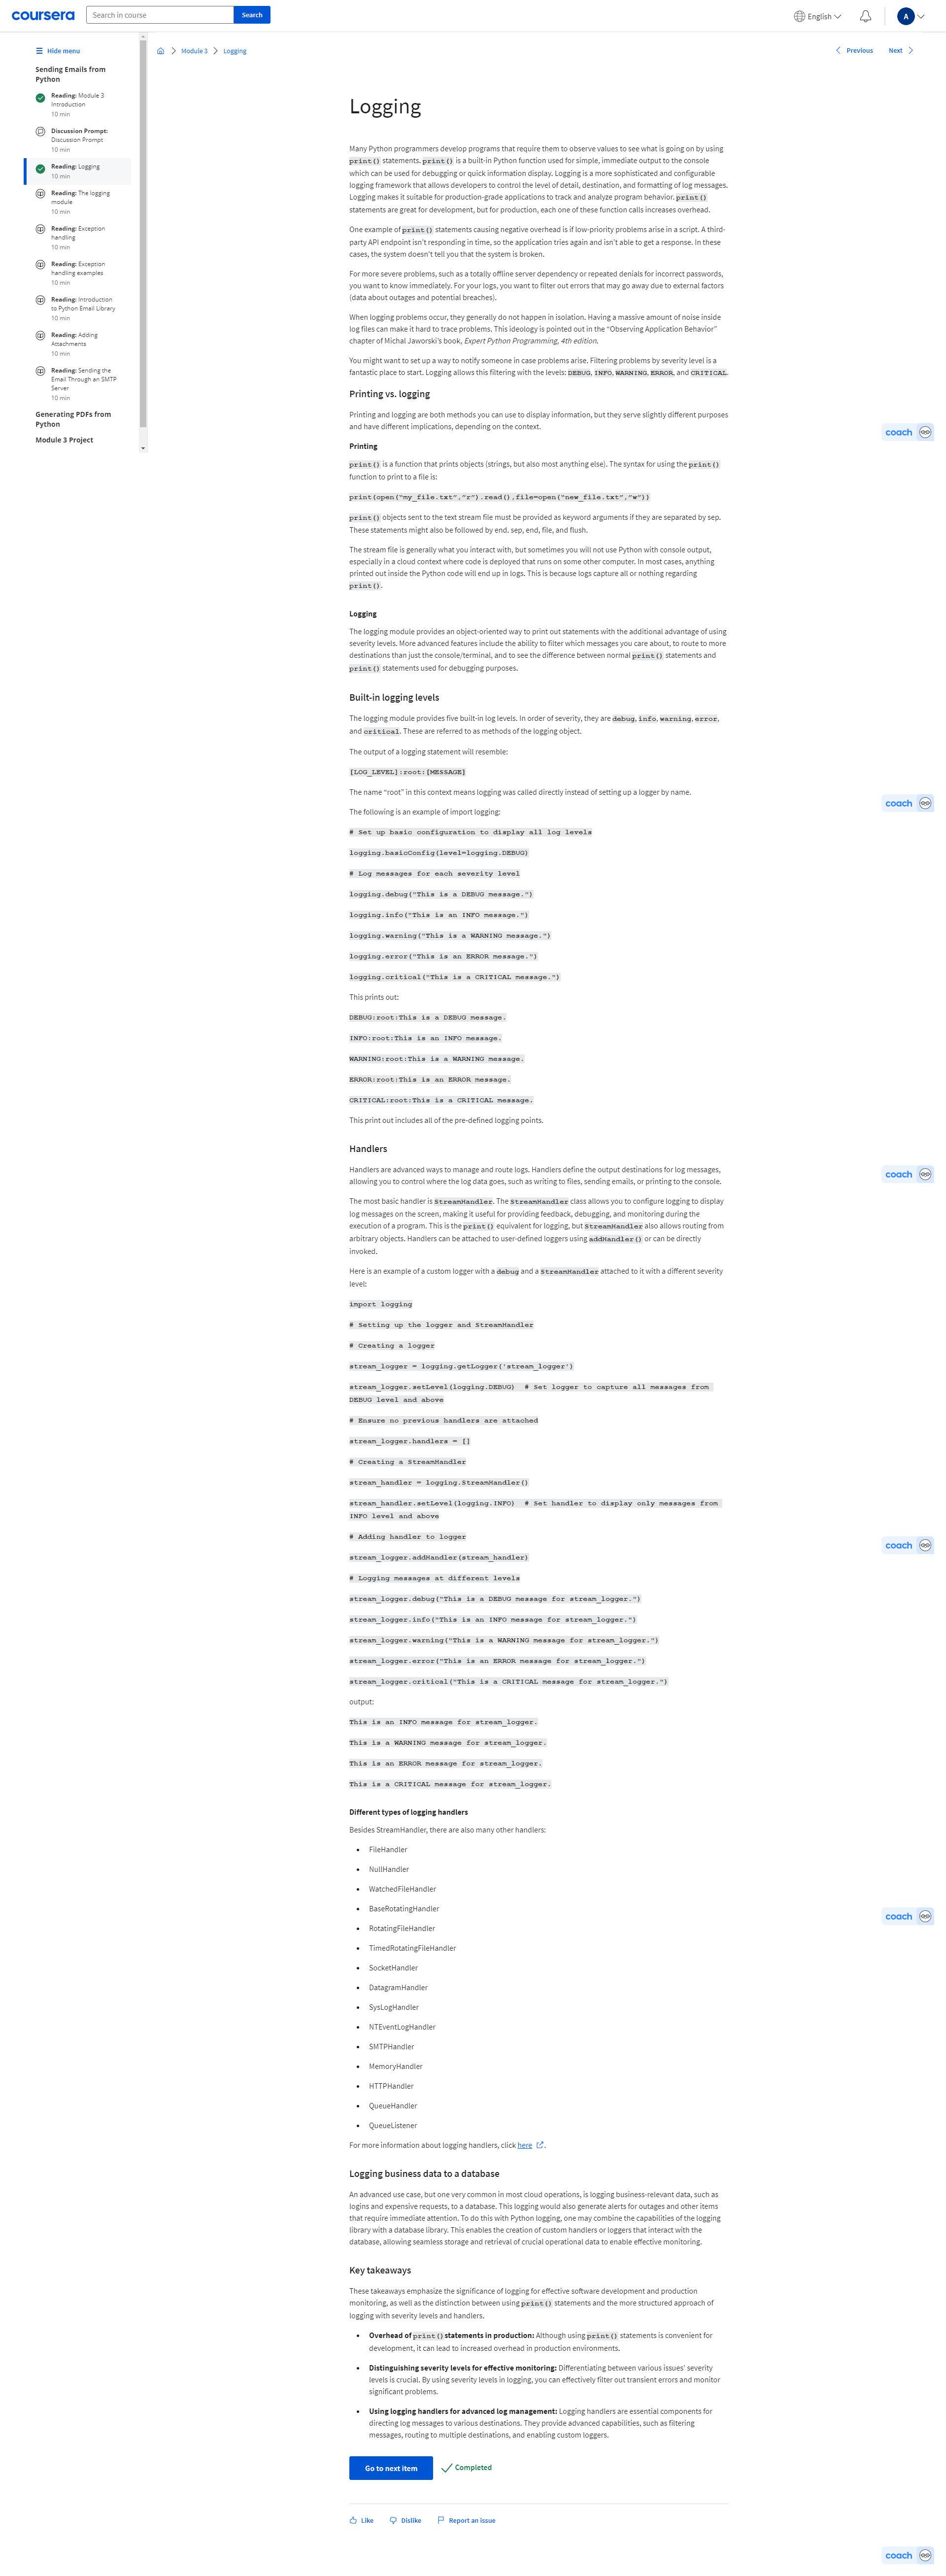 coursera
Search in course
Search
English
A
Hide menu
Module 3
Logging
Previous
Next
Sending Emails from
Python
Reading: Module 3
Introduction
10 min
Discussion Prompt:
Discussion Prompt
10 min
Reading: Logging
10 min
Reading: The logging
module
10 min
Reading: Exception
handling
10 min
Reading: Exception
handling examples
10 min
Reading: Introduction
to Python Email Library
10 min
Reading: Adding
Attachments
10 min
Reading: Sending the
Email Through an SMTP
Server
10 min
Generating PDFs from
Python
Module 3 Project
Logging
Many Python programmers develop programs that require them to observe values to see what is going on by using
print() statements. print() is a built-in Python function used for simple, immediate output to the console
which can be used for debugging or quick information display. Logging is a more sophisticated and configurable
logging framework that allows developers to control the level of detail, destination, and formatting of log messages.
Logging makes it suitable for production-grade applications to track and analyze program behavior. print()
statements are great for development, but for production, each one of these function calls increases overhead.
One example of print() statements causing negative overhead is if low-priority problems arise in a script. A third-
party API endpoint isn't responding in time, so the application tries again and isn't able to get a response. In these
cases, the system doesn't tell you that the system is broken.
For more severe problems, such as a totally offline server dependency or repeated denials for incorrect passwords,
you want to know immediately. For your logs, you want to filter out errors that may go away due to external factors
(data about outages and potential breaches).
When logging problems occur, they generally do not happen in isolation. Having a massive amount of noise inside
log files can make it hard to trace problems. This ideology is pointed out in the “Observing Application Behavior”
chapter of Michal Jaworski's book, Expert Python Programming, 4th edition.
You might want to set up a way to notify someone in case problems arise. Filtering problems by severity level is a
fantastic place to start. Logging allows this filtering with the levels: DEBUG, INFO, WARNING, ERROR, and CRITICAL.
Printing vs. logging
Printing and logging are both methods you can use to display information, but they serve slightly different purposes
and have different implications, depending on the context.
coach
Printing
print() is a function that prints objects (strings, but also most anything else). The syntax for using the print()
function to print to a file is:
print(open(“my_file.txt”,”r”).read(),file=open(“new_file.txt”,”w”))
print() objects sent to the text stream file must be provided as keyword arguments if they are separated by sep.
These statements might also be followed by end. sep, end, file, and flush.
The stream file is generally what you interact with, but sometimes you will not use Python with console output,
especially in a cloud context where code is deployed that runs on some other computer. In most cases, anything
printed out inside the Python code will end up in logs. This is because logs capture all or nothing regarding
print().
Logging
The logging module provides an object-oriented way to print out statements with the additional advantage of using
severity levels. More advanced features include the ability to filter which messages you care about, to route to more
destinations than just the console/terminal, and to see the difference between normal print() statements and
print() statements used for debugging purposes.
Built-in logging levels
The logging module provides five built-in log levels. In order of severity, they are debug, info, warning, error,
and critical. These are referred to as methods of the logging object.
The output of a logging statement will resemble:
[LOG_LEVEL]:root:[MESSAGE]
The name “root” in this context means logging was called directly instead of setting up a logger by name.
coach
The following is an example of import logging:
# Set up basic configuration to display all log levels
logging.basicConfig(level=logging.DEBUG)
# Log messages for each severity level
logging.debug("This is a DEBUG message.")
logging.info("This is an INFO message.")
logging.warning("This is a WARNING message.")
logging.error("This is an ERROR message.")
logging.critical("This is a CRITICAL message.")
This prints out:
DEBUG:root:This is a DEBUG message.
INFO:root:This is an INFO message.
WARNING:root:This is a WARNING message.
ERROR:root:This is an ERROR message.
CRITICAL:root:This is a CRITICAL message.
This print out includes all of the pre-defined logging points.
Handlers
Handlers are advanced ways to manage and route logs. Handlers define the output destinations for log messages,
allowing you to control where the log data goes, such as writing to files, sending emails, or printing to the console.
coach
The most basic handler is StreamHandler. The StreamHandler class allows you to configure logging to display
log messages on the screen, making it useful for providing feedback, debugging, and monitoring during the
execution of a program. This is the print() equivalent for logging, but StreamHandler also allows routing from
arbitrary objects. Handlers can be attached to user-defined loggers using addHandler() or can be directly
invoked.
Here is an example of a custom logger with a debug and a StreamHandler attached to it with a different severity
level:
import logging
# Setting up the logger and StreamHandler
# Creating a logger
stream_logger = logging.getLogger('stream_logger')
stream_logger.setLevel(logging.DEBUG)  # Set logger to capture all messages from
DEBUG level and above
# Ensure no previous handlers are attached
stream_logger.handlers = []
# Creating a StreamHandler
stream_handler = logging.StreamHandler()
stream_handler.setLevel(logging.INFO)  # Set handler to display only messages from
INFO level and above
# Adding handler to logger
coach
stream_logger.addHandler(stream_handler)
# Logging messages at different levels
stream_logger.debug("This is a DEBUG message for stream_logger.")
stream_logger.info("This is an INFO message for stream_logger.")
stream_logger.warning("This is a WARNING message for stream_logger.")
stream_logger.error("This is an ERROR message for stream_logger.")
stream_logger.critical("This is a CRITICAL message for stream_logger.")
output:
This is an INFO message for stream_logger.
This is a WARNING message for stream_logger.
This is an ERROR message for stream_logger.
This is a CRITICAL message for stream_logger.
Different types of logging handlers
Besides StreamHandler, there are also many other handlers:
FileHandler
NullHandler
WatchedFileHandler
BaseRotatingHandler
coach
RotatingFileHandler
TimedRotatingFileHandler
SocketHandler
DatagramHandler
SysLogHandler
NTEventLogHandler
SMTPHandler
MemoryHandler
HTTPHandler
QueueHandler
QueueListener
For more information about logging handlers, click here .
Logging business data to a database
An advanced use case, but one very common in most cloud operations, is logging business-relevant data, such as
logins and expensive requests, to a database. This logging would also generate alerts for outages and other items
that require immediate attention. To do this with Python logging, one may combine the capabilities of the logging
library with a database library. This enables the creation of custom handlers or loggers that interact with the
database, allowing seamless storage and retrieval of crucial operational data to enable effective monitoring.
Key takeaways
These takeaways emphasize the significance of logging for effective software development and production
monitoring, as well as the distinction between using print() statements and the more structured approach of
logging with severity levels and handlers.
Overhead of print() statements in production: Although using print() statements is convenient for
development, it can lead to increased overhead in production environments.
Distinguishing severity levels for effective monitoring: Differentiating between various issues' severity
levels is crucial. By using severity levels in logging, you can effectively filter out transient errors and monitor
significant problems.
Using logging handlers for advanced log management: Logging handlers are essential components for
directing log messages to various destinations. They provide advanced capabilities, such as filtering
messages, routing to multiple destinations, and enabling custom loggers.
Go to next item
Completed
Like
Dislike
Report an issue
coach